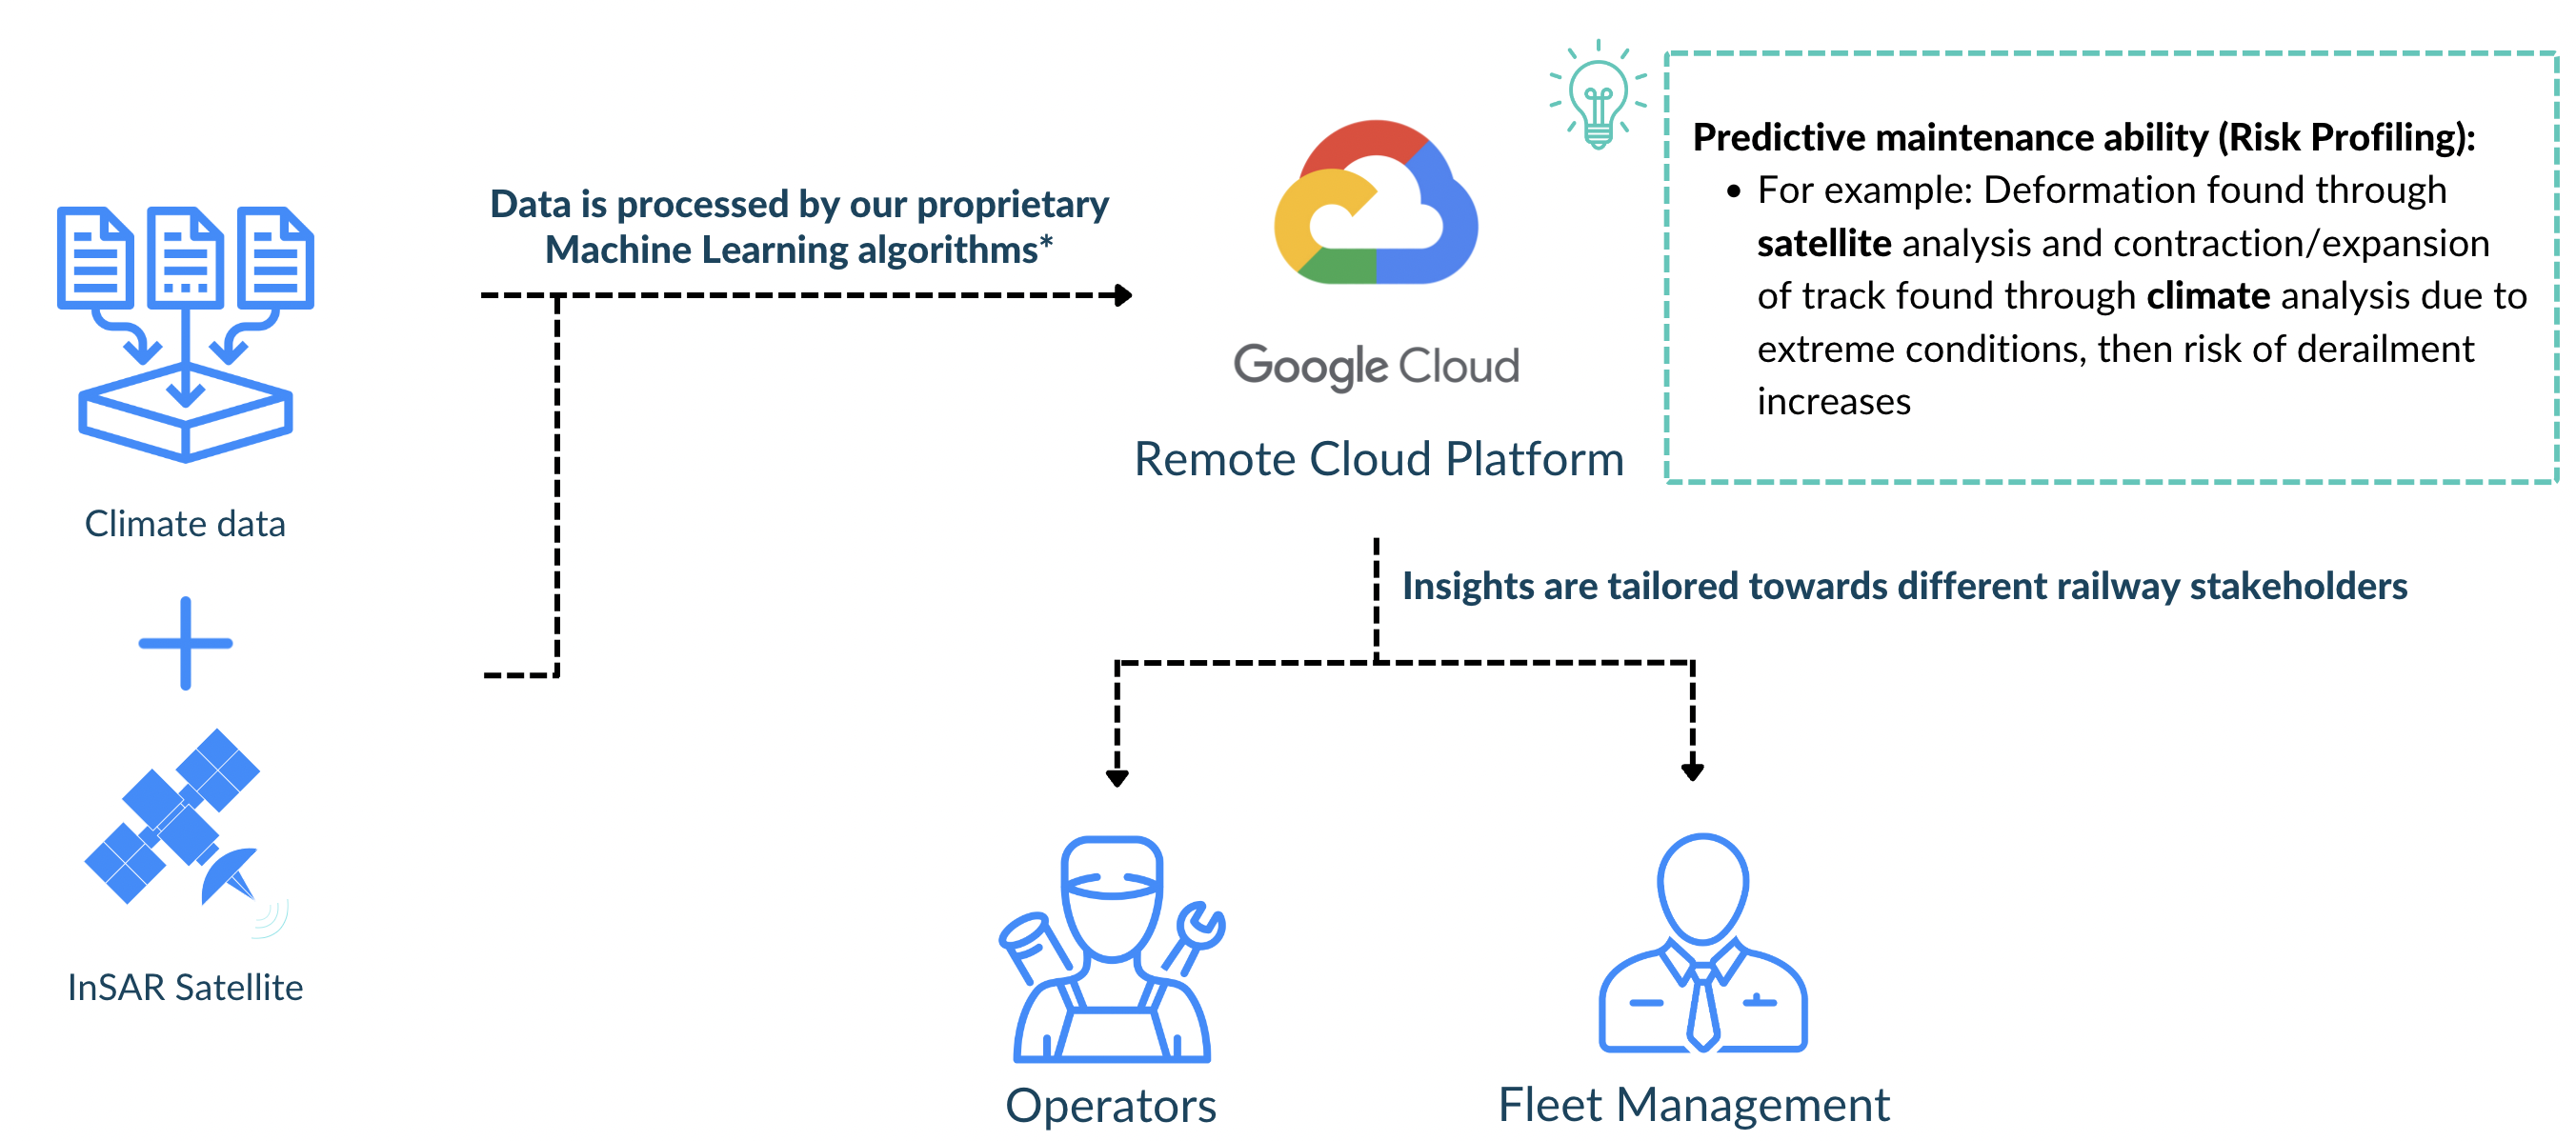 Data is processed by our proprietary
Machine Learning algorithms*
Climate data
InSAR Satellite
Google Cloud
Remote Cloud Platform
Predictive maintenance ability (Risk Profiling):
• For example: Deformation found through
satellite analysis and contraction/expansion
of track found through climate analysis due to
extreme conditions, then risk of derailment
increases
Insights are tailored towards different railway stakeholders
Operators
Fleet Management